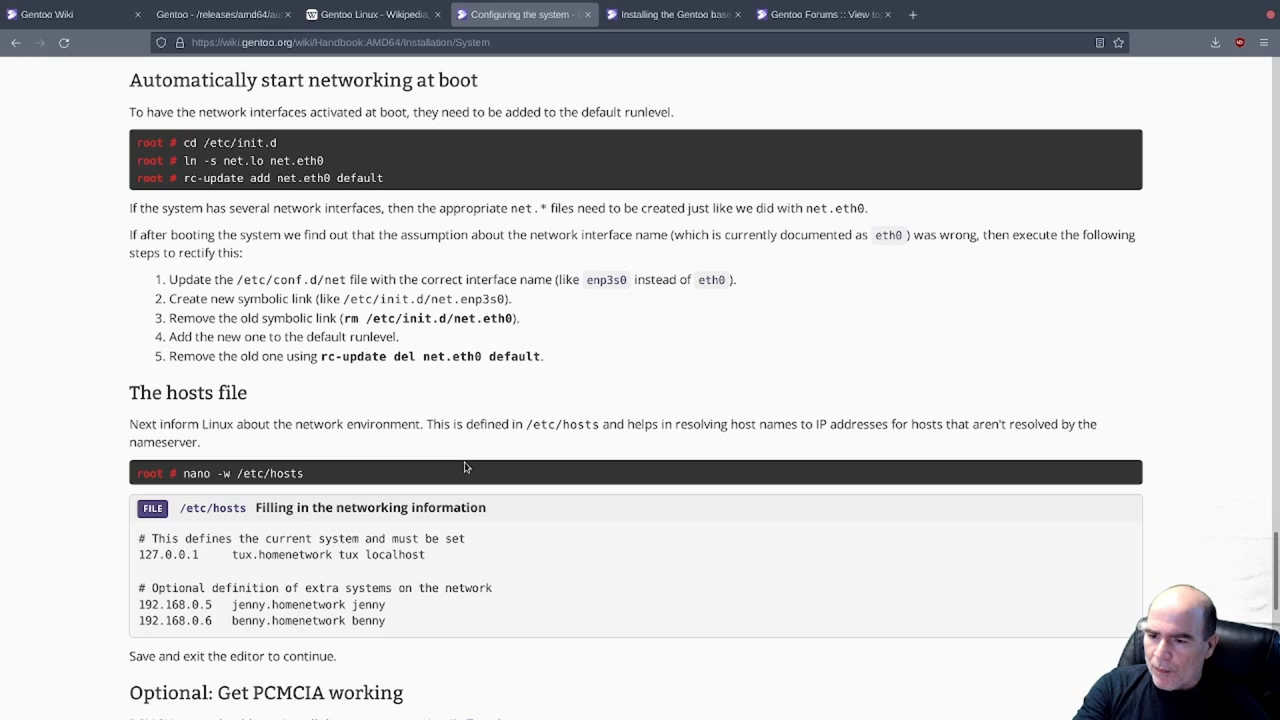 Gentoo Wiki
Gentoo - /releases/amd64/au
Gentoo Linux - Wikipedia,
Configuring the system - G
Installing the Gentoo base
Gentoo Forums :: View to
https://wiki.gentoo.org/wiki/Handbook:AMD64/Installation/System
Automatically start networking at boot
To have the network interfaces activated at boot, they need to be added to the default runlevel.
root # cd /etc/init.d
root # ln -s net.lo net.eth0
root # rc-update add net.eth0 default
If the system has several network interfaces, then the appropriate net.* files need to be created just like we did with net.eth0.
If after booting the system we find out that the assumption about the network interface name (which is currently documented as eth0 ) was wrong, then execute the following
steps to rectify this:
1. Update the /etc/conf.d/net file with the correct interface name (like enp3s0 instead of eth0 ).
2. Create new symbolic link (like /etc/init.d/net.enp3s0).
3. Remove the old symbolic link (rm /etc/init.d/net.eth0).
4. Add the new one to the default runlevel.
5. Remove the old one using rc-update del net.eth0 default.
The hosts file
Next inform Linux about the network environment. This is defined in /etc/hosts and helps in resolving host names to IP addresses for hosts that aren't resolved by the
nameserver.
root # nano -w /etc/hosts
FILE /etc/hosts Filling in the networking information
# This defines the current system and must be set
127.0.0.1 tux.homenetwork tux localhost
# Optional definition of extra systems on the network
192.168.0.5 jenny.homenetwork jenny
192.168.0.6 benny.homenetwork benny
Save and exit the editor to continue.
Optional: Get PCMCIA working